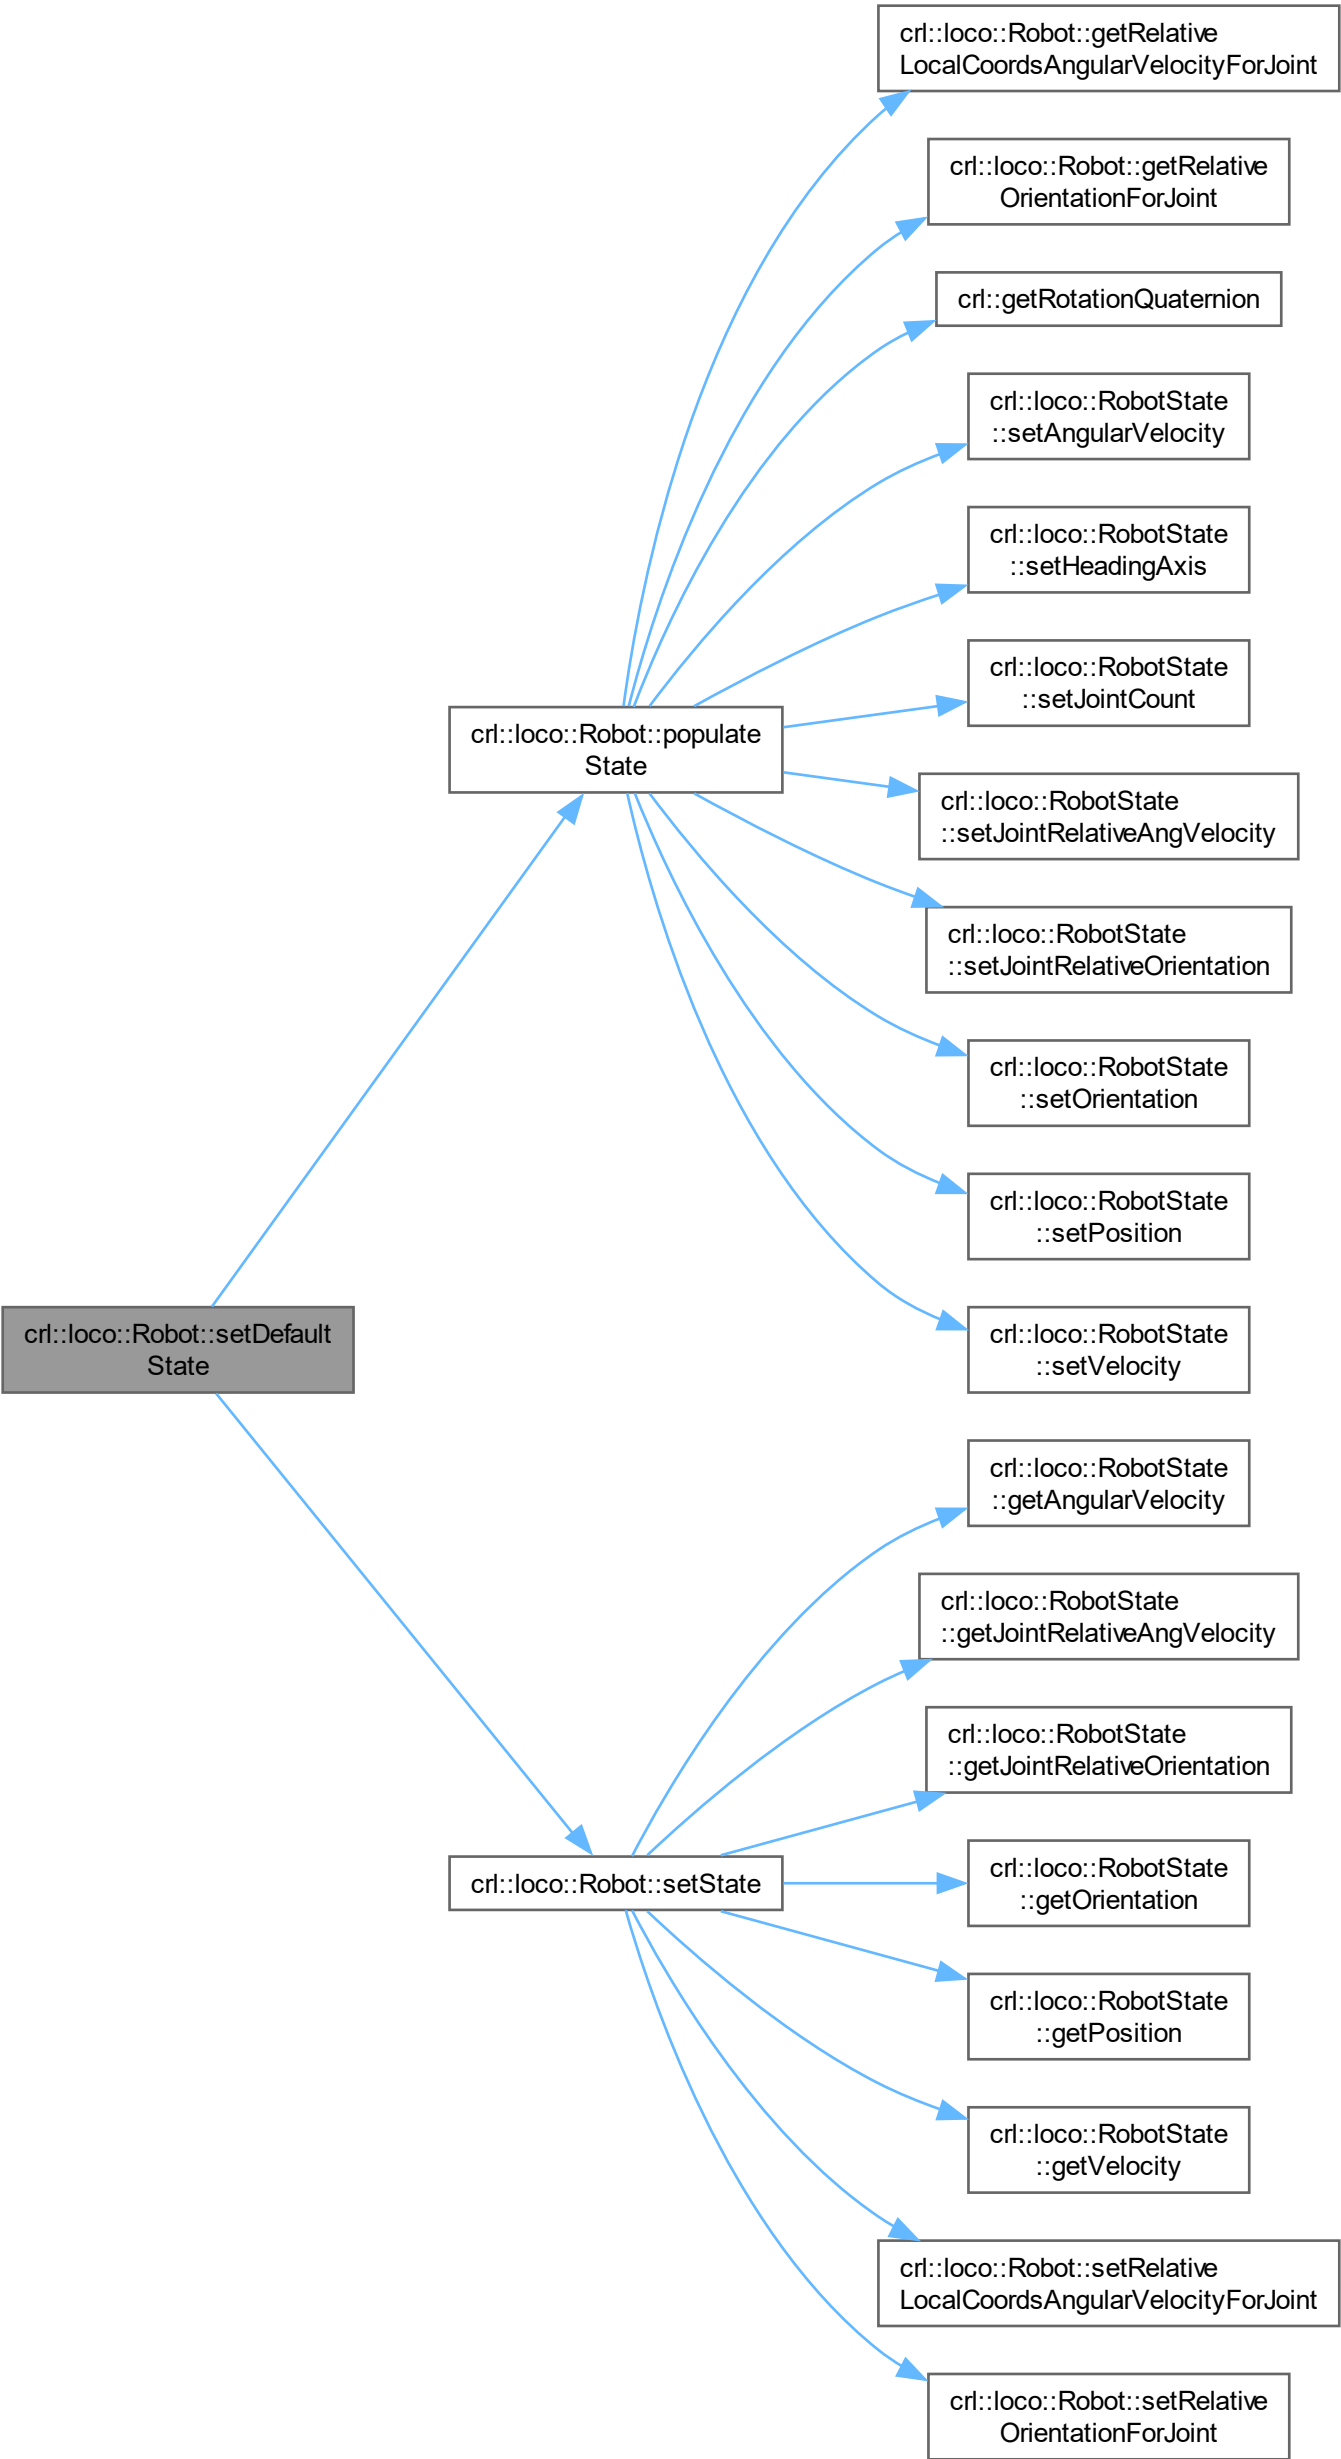 crl::loco::Robot::getRelative
LocalCoordsAngularVelocityForJoint
crl::loco::Robot::getRelative
OrientationForJoint
crl::getRotationQuaternion
crl::loco::RobotState
::setAngularVelocity
crl::loco::RobotState
::setHeadingAxis
crl::loco::RobotState
::setJointCount
crl::loco::Robot::populate
State
crl::loco::RobotState
::setJointRelativeAngVelocity
crl::loco::RobotState
::setJointRelativeOrientation
crl::loco::RobotState
::setOrientation
crl::loco::RobotState
::setPosition
crl::loco::Robot::setDefault
State
crl::loco::RobotState
::setVelocity
crl::loco::RobotState
::getAngularVelocity
crl::loco::RobotState
::getJointRelativeAngVelocity
crl::loco::RobotState
::getJointRelativeOrientation
crl::loco::Robot::setState
crl::loco::RobotState
::getOrientation
crl::loco::RobotState
::getPosition
crl::loco::RobotState
::getVelocity
crl::loco::Robot::setRelative
LocalCoordsAngularVelocityForJoint
crl::loco::Robot::setRelative
OrientationForJoint